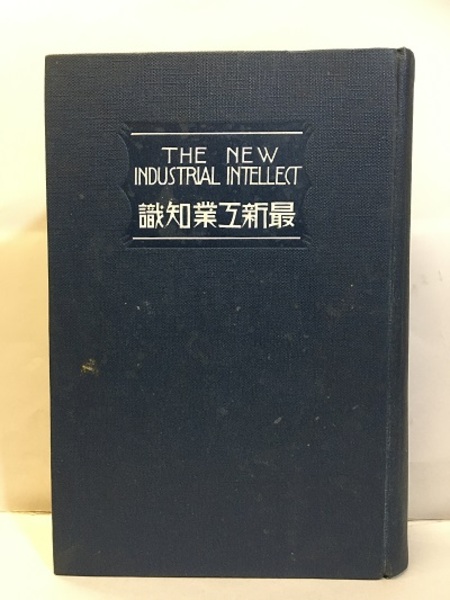 THE NEW
INDUSTRIAL INTELLECT
最新工業知識